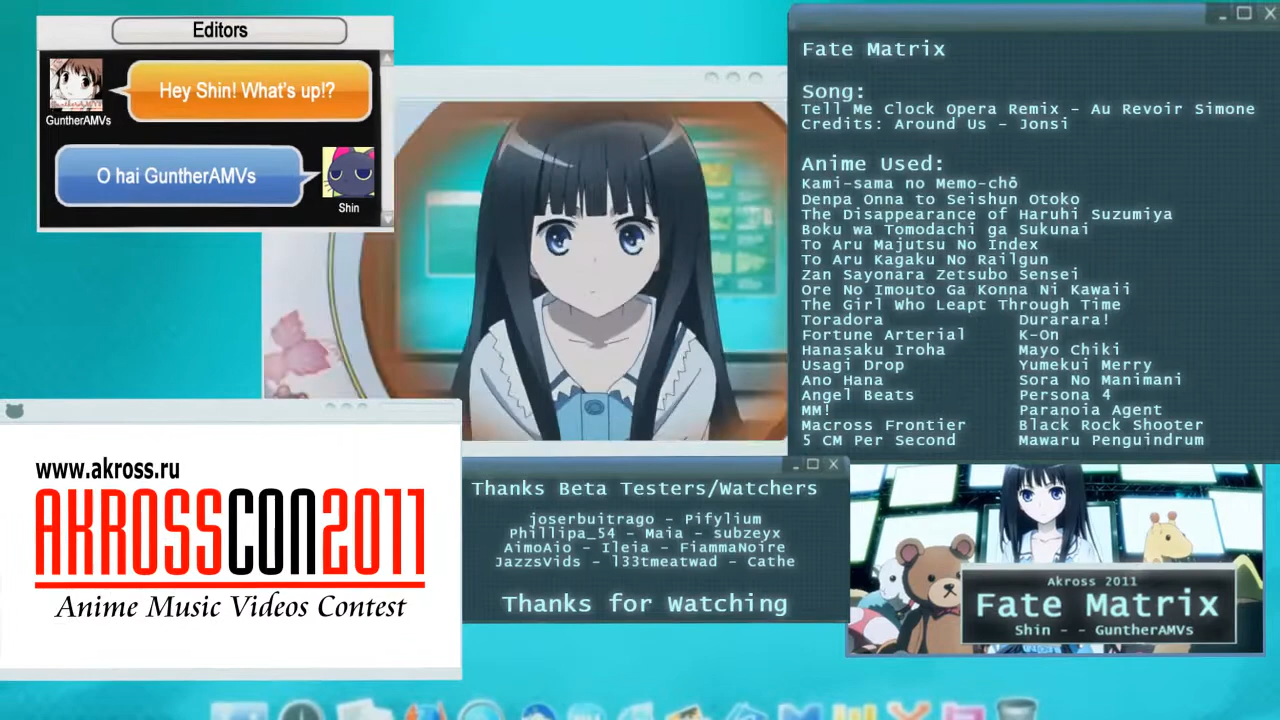 Editors
Hey Shin! What's up!?
GuntherAMVs
O hai GuntherAMVs
Shin
Fate Matrix
Song:
Tell Me Clock Opera Remix - Au Revoir Simone
Credits: Around Us - Jonsi
Anime Used:
Kami-sama no Memo-chō
Denpa Onna to Seishun Otoko
The Disappearance of Haruhi Suzumiya
Boku wa Tomodachi ga Sukunai
To Aru Majutsu No Index
To Aru Kagaku No Railgun
Zan Sayonara Zetsubo Sensei
Ore No Imouto Ga Konna Ni Kawaii
The Girl Who Leapt Through Time
Toradora Durarara!
Fortune Arterial K-On
Hanasaku Iroha Mayo Chiki
Usagi Drop Yumekui Merry
Ano Hana Sora No Manimani
Angel Beats Persona 4
MM! Paranoia Agent
Macross Frontier Black Rock Shooter
5 CM Per Second Mawaru Penguindrum
www.akross.ru
AKROSSCON2011
Anime Music Videos Contest
Thanks Beta Testers/Watchers
joserbuitrago - Pifylium
Phillipa_54 - Maia - subzeyx
AimoAio - Ileia - FiammaNoire
JazzsVids - l33tmeatwad - Cathe
Thanks for Watching
Akross 2011
Fate Matrix
Shin - - GuntherAMVs